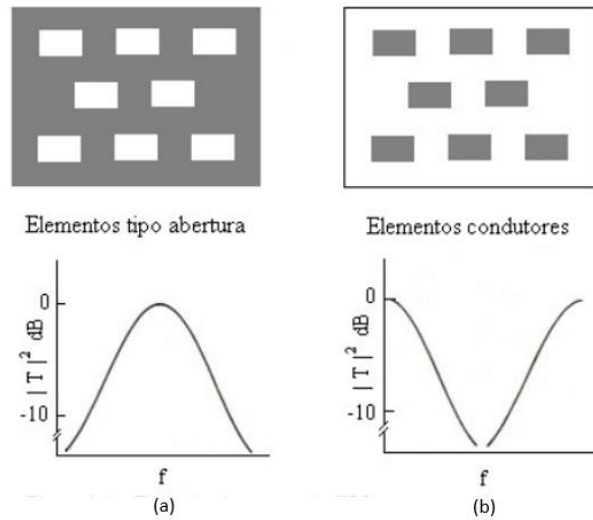 Elementos tipo abertura
Elementos condutores
0
|T|² dB
-10
f
(a)
0
|T|² dB
-10
f
(b)